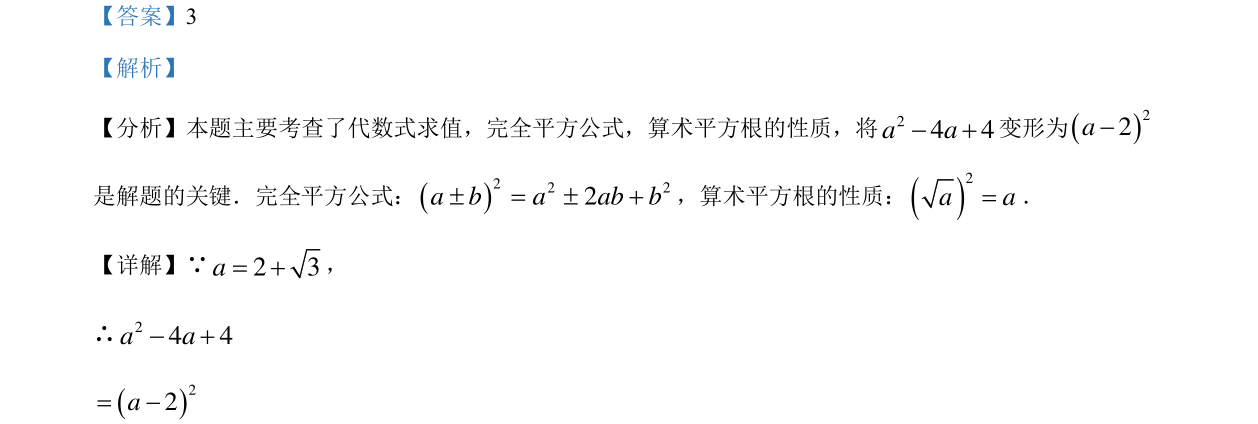 【答案】3
【解析】
【分析】本题主要考查了代数式求值，完全平方公式，算术平方根的性质，将 a² − 4a + 4 变形为 (a − 2)²
是解题的关键．完全平方公式：(a ± b)² = a² ± 2ab + b²，算术平方根的性质：(√a)² = a．
【详解】∵ a = 2 + √3，
∴ a² − 4a + 4
= (a − 2)²